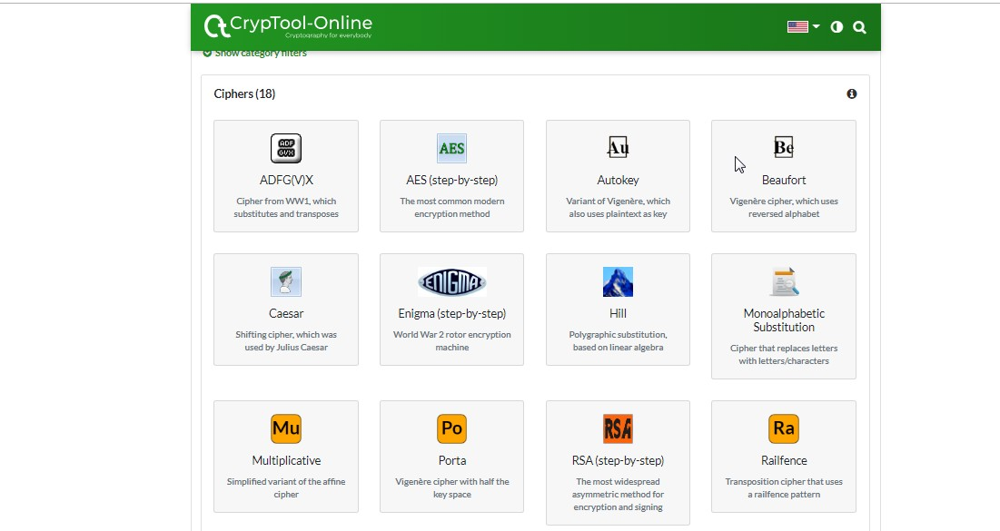 CrypTool-Online
Cryptography for everybody
Show category filters
Ciphers (18)
ADF
GVX
AES
Au
Be
ADFG(V)X
AES (step-by-step)
Autokey
Beaufort
Cipher from WW1, which
substitutes and transposes
The most common modern
encryption method
Variant of Vigenère, which
also uses plaintext as key
Vigenère cipher, which uses
reversed alphabet
ENIGMA
Caesar
Enigma (step-by-step)
Hill
Monoalphabetic
Substitution
Shifting cipher, which was
used by Julius Caesar
World War 2 rotor encryption
machine
Polygraphic substitution,
based on linear algebra
Cipher that replaces letters
with letters/characters
Mu
Po
RSA
Ra
Multiplicative
Porta
RSA (step-by-step)
Railfence
Simplified variant of the affine
cipher
Vigenère cipher with half the
key space
The most widespread
asymmetric method for
encryption and signing
Transposition cipher that uses
a railfence pattern